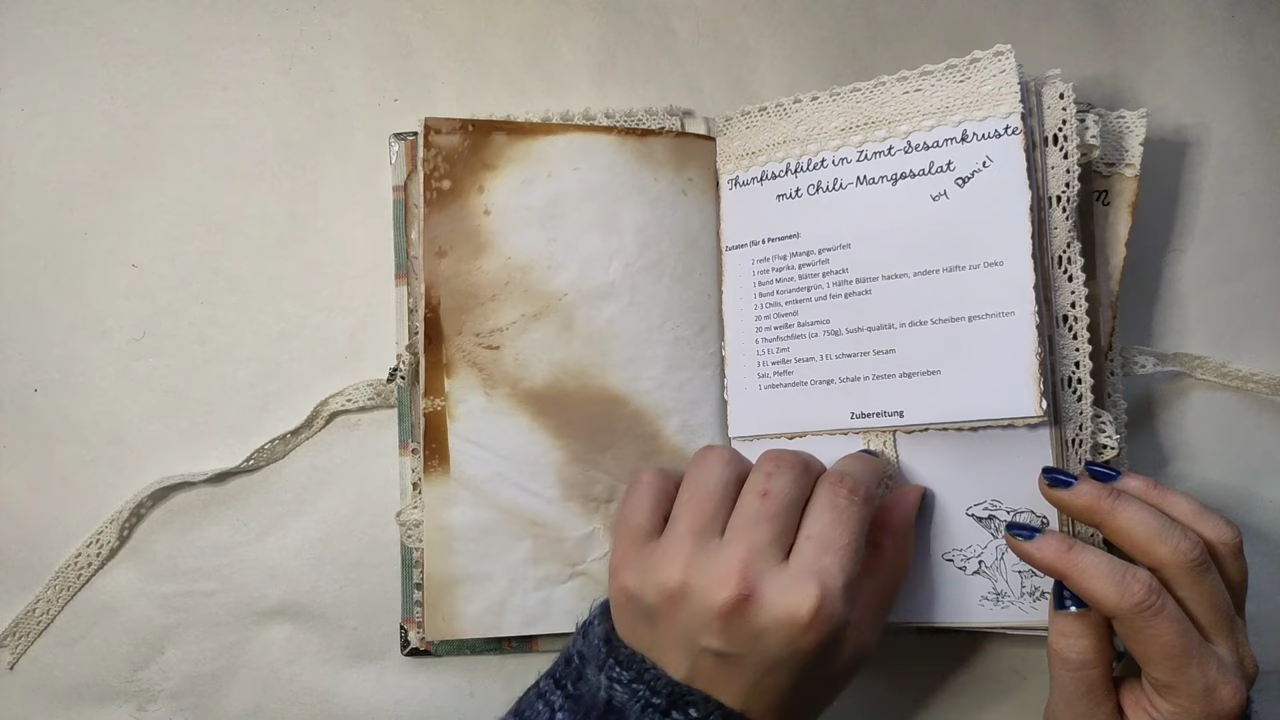 Thunfischfilet in Zimt-Sesamkruste
mit Chili-Mangosalat
by Daniel
Zutaten (für 6 Personen):
- 2 reife (Flug-)Mango, gewürfelt
- 1 rote Paprika, gewürfelt
- 1 Bund Minze, Blätter gehackt
- 1 Bund Koriandergrün, 1 Hälfte Blätter hacken, andere Hälfte zur Deko
- 2-3 Chilis, entkernt und fein gehackt
- 20 ml Olivenöl
- 20 ml weißer Balsamico
- 6 Thunfischfilets (ca. 750g), Sushi-qualität, in dicke Scheiben geschnitten
- 1,5 EL Zimt
- 3 EL weißer Sesam, 3 EL schwarzer Sesam
- Salz, Pfeffer
- 1 unbehandelte Orange, Schale in Zesten abgerieben
Zubereitung